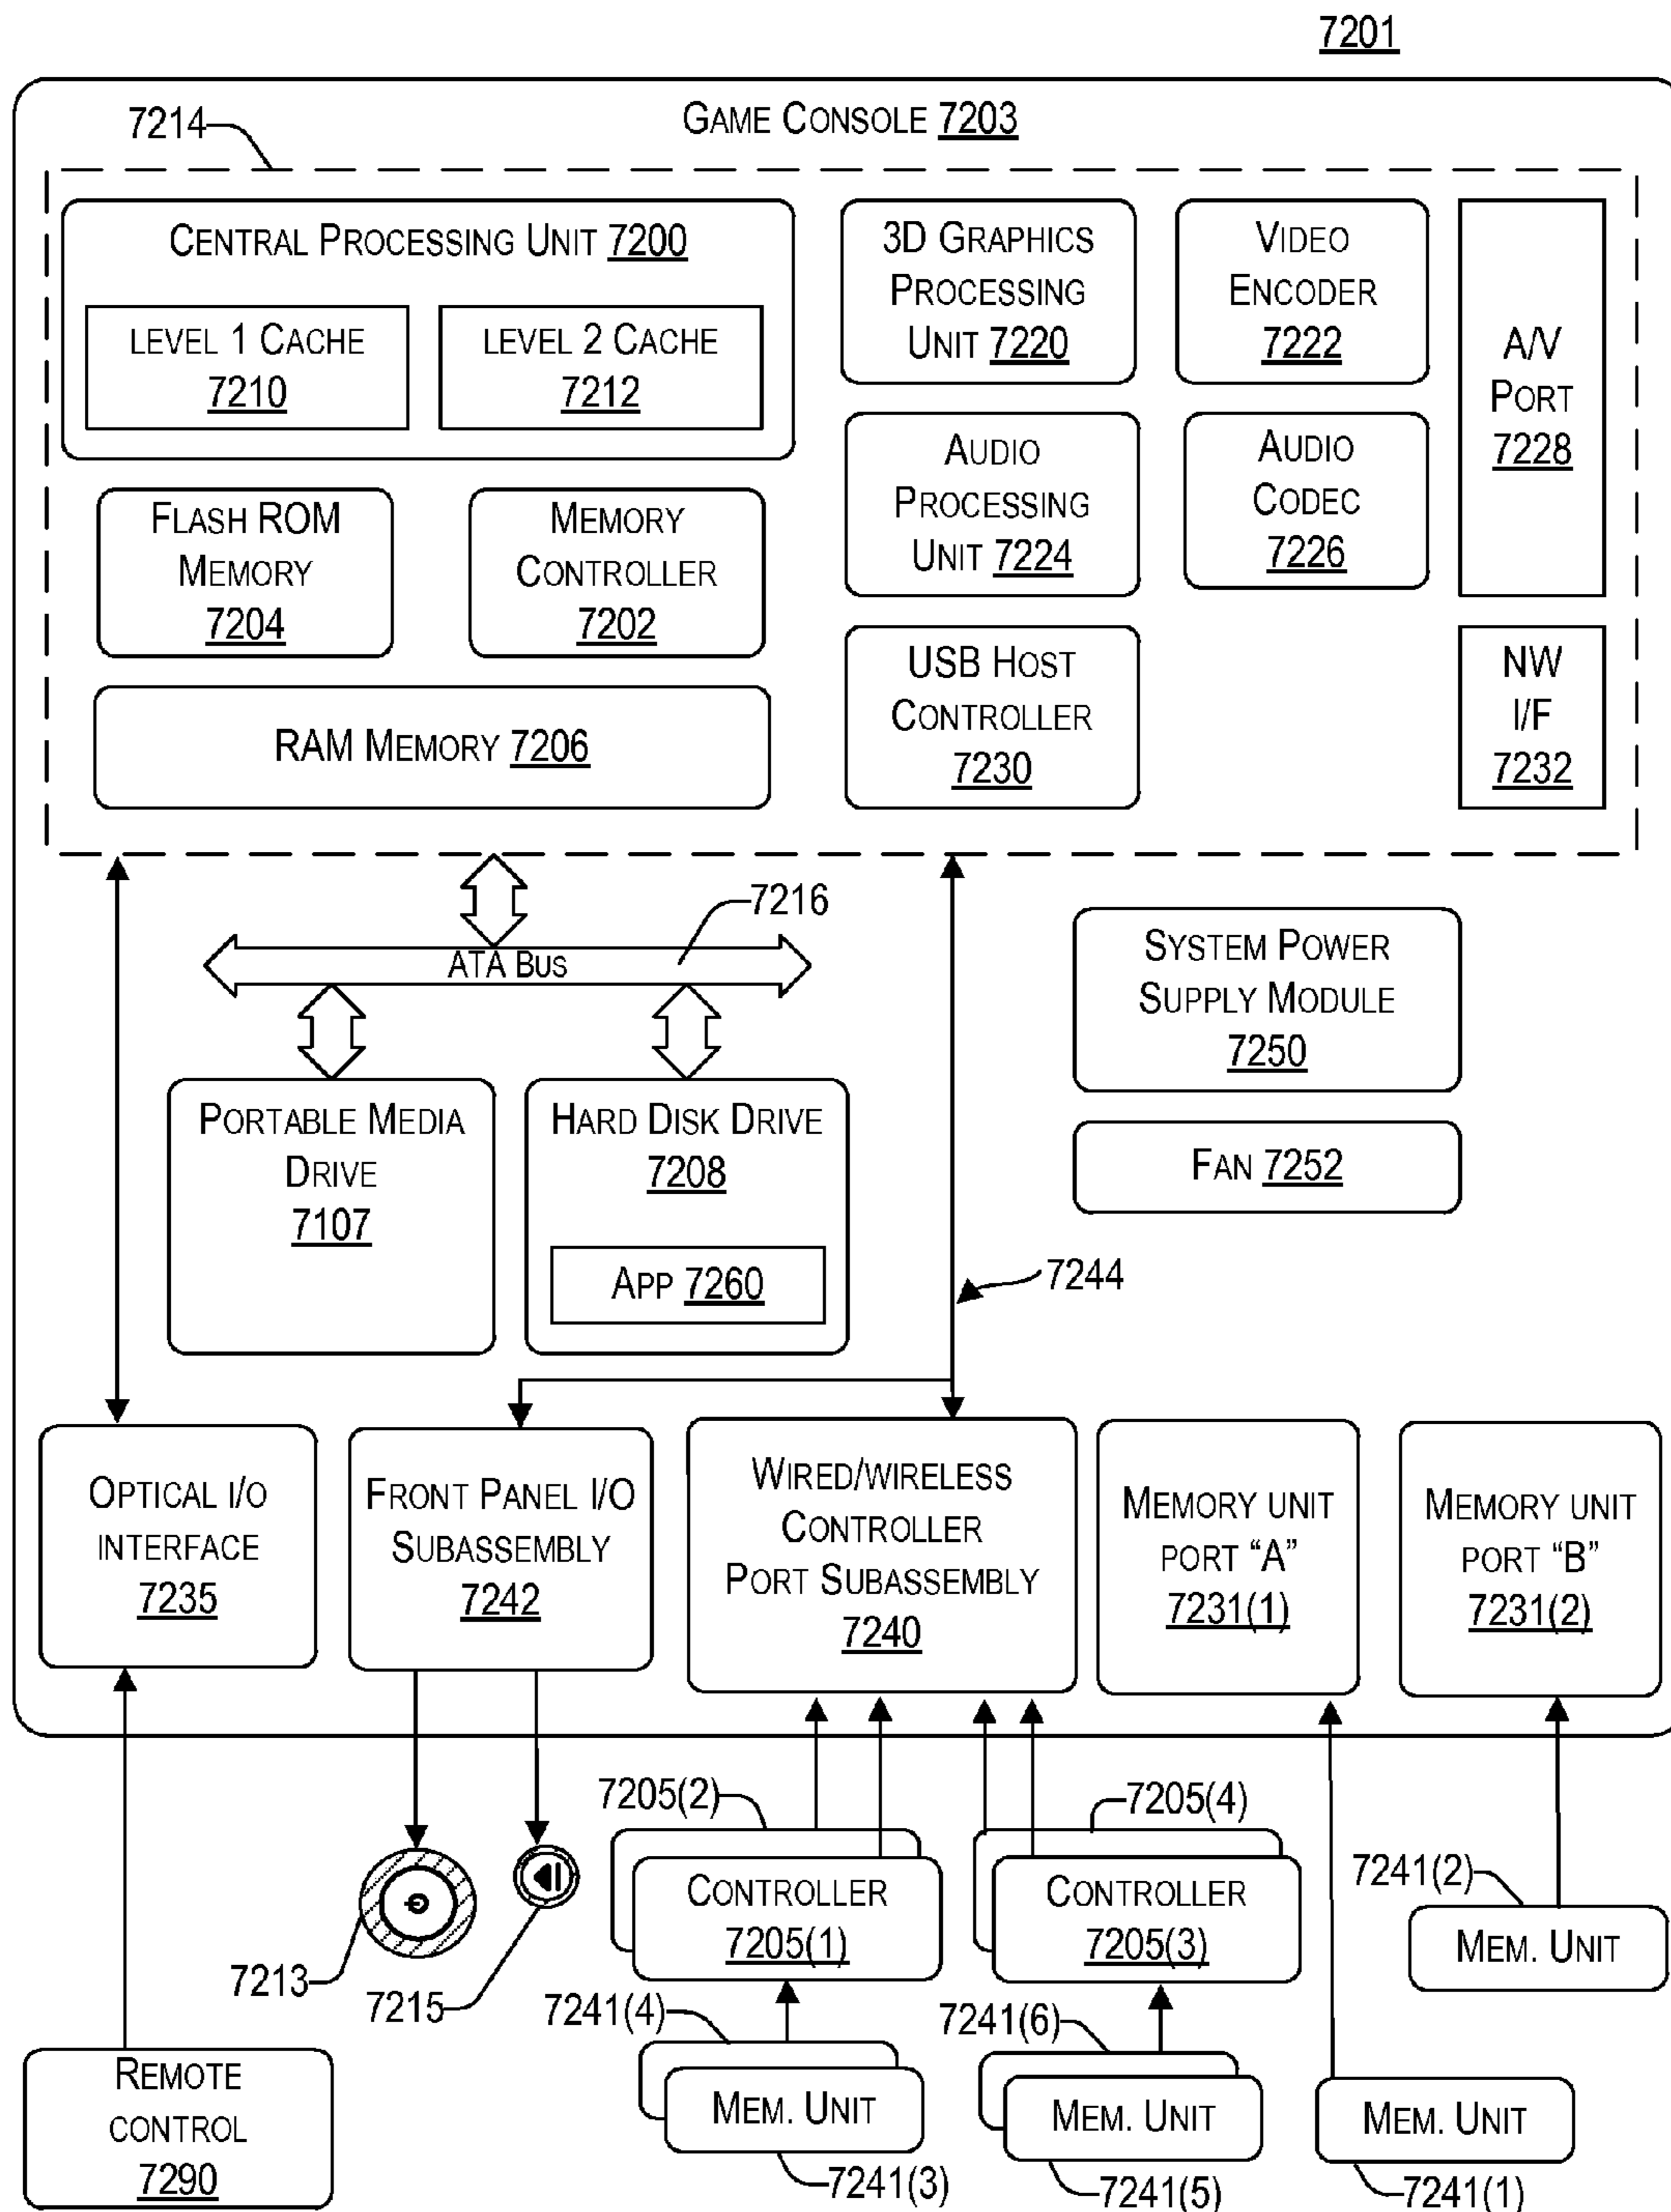 7201
GAME CONSOLE 7203
7214
CENTRAL PROCESSING UNIT 7200
LEVEL 1 CACHE
7210
LEVEL 2 CACHE
7212
3D GRAPHICS
PROCESSING
UNIT 7220
VIDEO
ENCODER
7222
A/V
PORT
7228
AUDIO
PROCESSING
UNIT 7224
AUDIO
CODEC
7226
FLASH ROM
MEMORY
7204
MEMORY
CONTROLLER
7202
USB HOST
CONTROLLER
7230
NW
I/F
7232
RAM MEMORY 7206
7216
ATA BUS
SYSTEM POWER
SUPPLY MODULE
7250
PORTABLE MEDIA
DRIVE
7107
HARD DISK DRIVE
7208
APP 7260
FAN 7252
7244
OPTICAL I/O
INTERFACE
7235
FRONT PANEL I/O
SUBASSEMBLY
7242
WIRED/WIRELESS
CONTROLLER
PORT SUBASSEMBLY
7240
MEMORY UNIT
PORT “A”
7231(1)
MEMORY UNIT
PORT “B”
7231(2)
7205(2)
7205(4)
CONTROLLER
7205(1)
CONTROLLER
7205(3)
7241(2)
MEM. UNIT
7213
7215
7241(4)
7241(6)
REMOTE
CONTROL
7290
MEM. UNIT
7241(3)
MEM. UNIT
7241(5)
MEM. UNIT
7241(1)